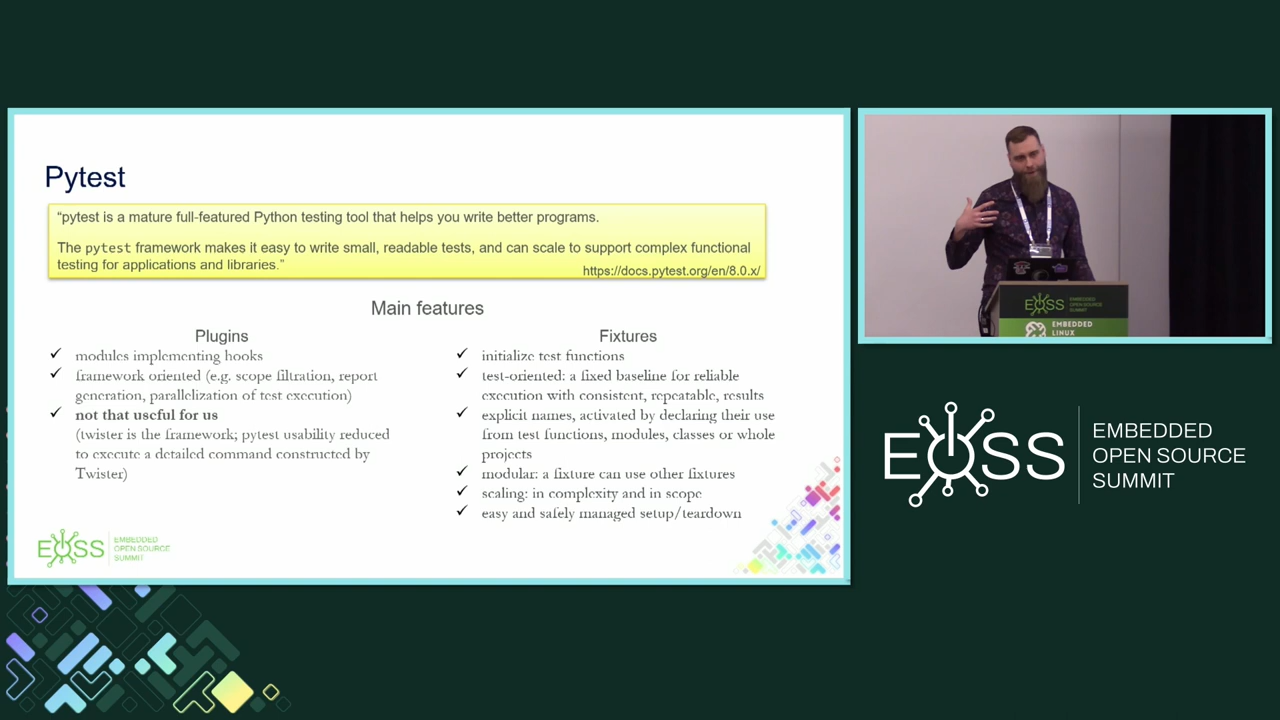 Pytest
“pytest is a mature full-featured Python testing tool that helps you write better programs.
The pytest framework makes it easy to write small, readable tests, and can scale to support complex functional
testing for applications and libraries.”
https://docs.pytest.org/en/8.0.x/
Main features
Plugins
✓ modules implementing hooks
✓ framework oriented (e.g. scope filtration, report
generation, parallelization of test execution)
✓ not that useful for us
(twister is the framework; pytest usability reduced
to execute a detailed command constructed by
Twister)
Fixtures
✓ initialize test functions
✓ test-oriented: a fixed baseline for reliable
execution with consistent, repeatable, results
✓ explicit names, activated by declaring their use
from test functions, modules, classes or whole
projects
✓ modular: a fixture can use other fixtures
✓ scaling: in complexity and in scope
✓ easy and safely managed setup/teardown
EOSS
EMBEDDED
OPEN SOURCE
SUMMIT
EOSS
EMBEDDED
OPEN SOURCE
SUMMIT
EMBEDDED
LINUX
EOSS
EMBEDDED
OPEN SOURCE
SUMMIT